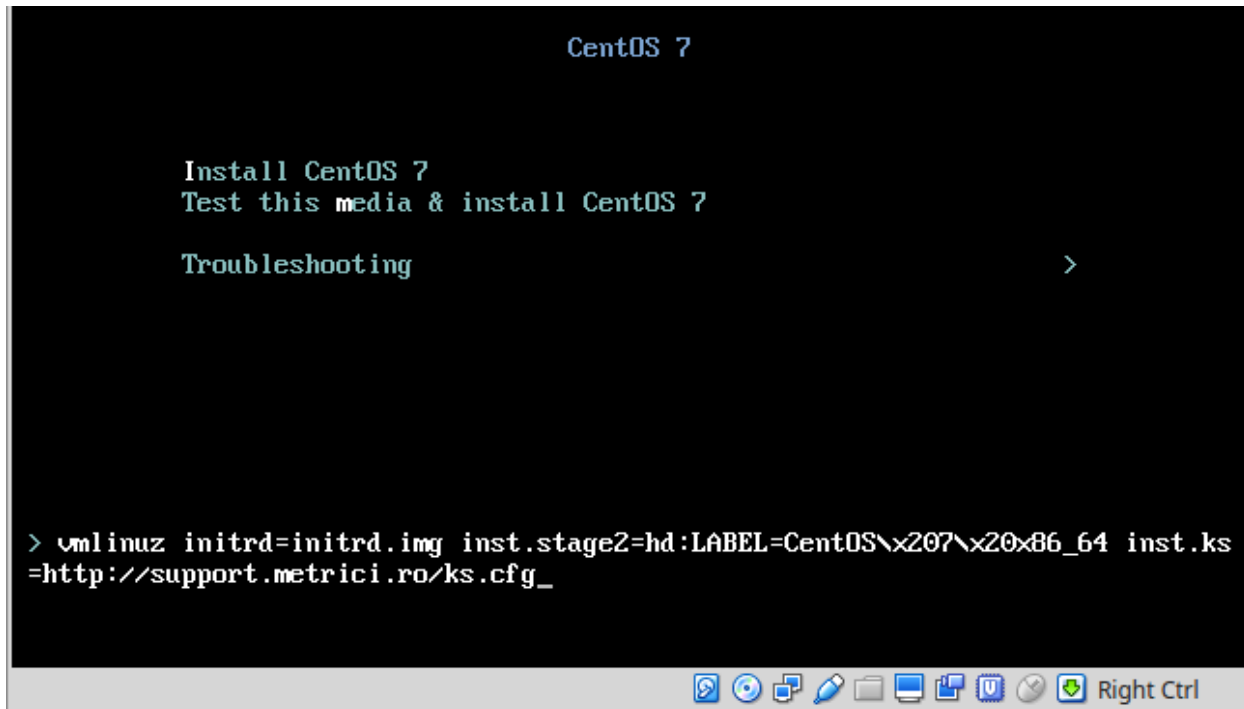 CentOS 7
Install CentOS 7
Test this media & install CentOS 7
Troubleshooting >
> vmlinuz initrd=initrd.img inst.stage2=hd:LABEL=CentOS\x207\x20x86_64 inst.ks
=http://support.metrici.ro/ks.cfg_
Right Ctrl